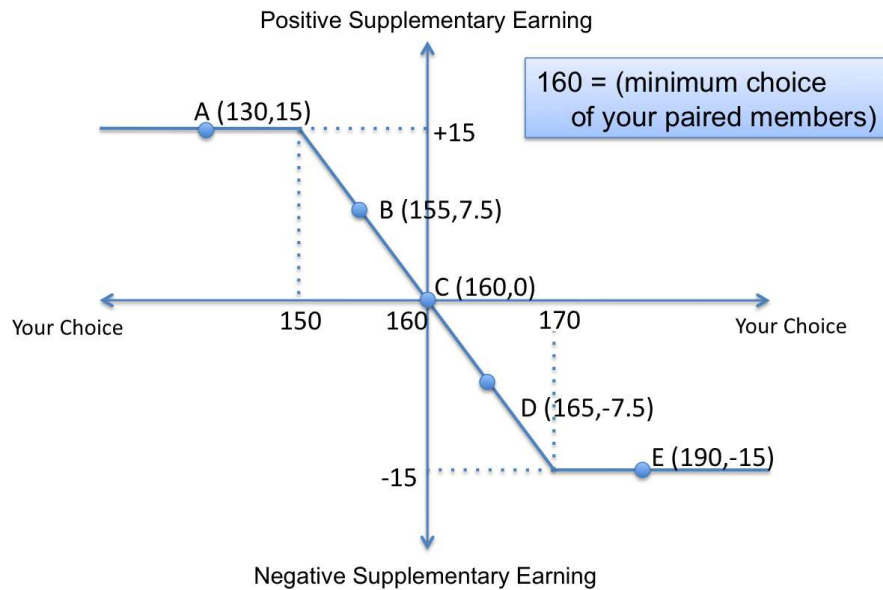 Positive Supplementary Earning
160 = (minimum choice
of your paired members)
A (130,15)
+15
B (155,7.5)
C (160,0)
Your Choice
150
160
170
Your Choice
D (165,-7.5)
E (190,-15)
-15
Negative Supplementary Earning